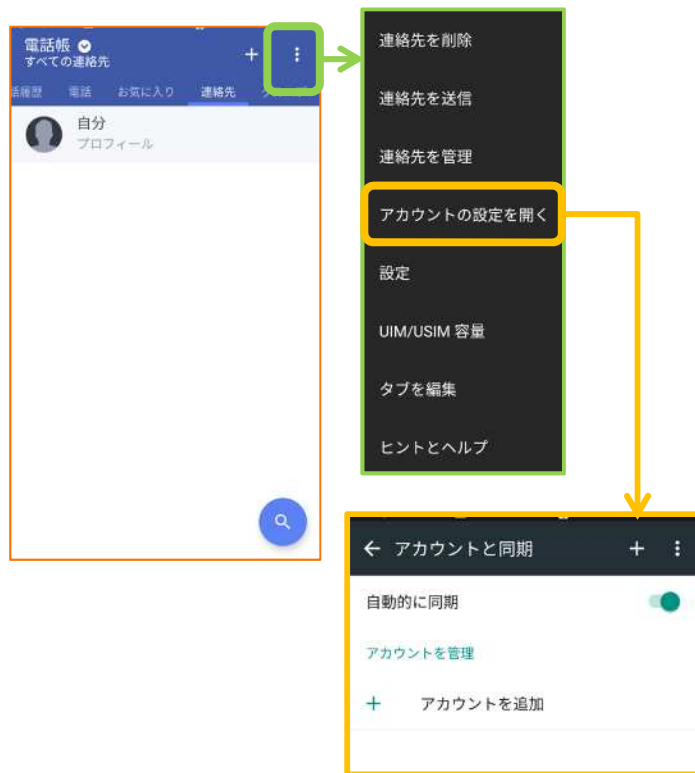 電話帳
すべての連絡先
電話
お気に入り
連絡先
自分
プロフィール
連絡先を削除
連絡先を送信
連絡先を管理
アカウントの設定を開く
設定
UIM/USIM 容量
タブを編集
ヒントとヘルプ
アカウントと同期
自動的に同期
アカウントを管理
アカウントを追加